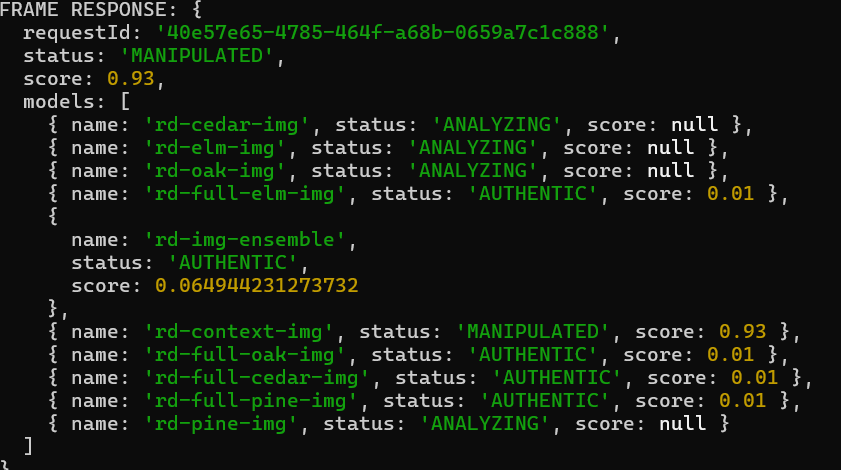 FRAME RESPONSE: {
  requestId: '40e57e65-4785-464f-a68b-0659a7c1c888',
  status: 'MANIPULATED',
  score: 0.93,
  models: [
    { name: 'rd-cedar-img', status: 'ANALYZING', score: null },
    { name: 'rd-elm-img', status: 'ANALYZING', score: null },
    { name: 'rd-oak-img', status: 'ANALYZING', score: null },
    { name: 'rd-full-elm-img', status: 'AUTHENTIC', score: 0.01 },
    {
      name: 'rd-img-ensemble',
      status: 'AUTHENTIC',
      score: 0.064944231273732
    },
    { name: 'rd-context-img', status: 'MANIPULATED', score: 0.93 },
    { name: 'rd-full-oak-img', status: 'AUTHENTIC', score: 0.01 },
    { name: 'rd-full-cedar-img', status: 'AUTHENTIC', score: 0.01 },
    { name: 'rd-full-pine-img', status: 'AUTHENTIC', score: 0.01 },
    { name: 'rd-pine-img', status: 'ANALYZING', score: null }
  ]
}